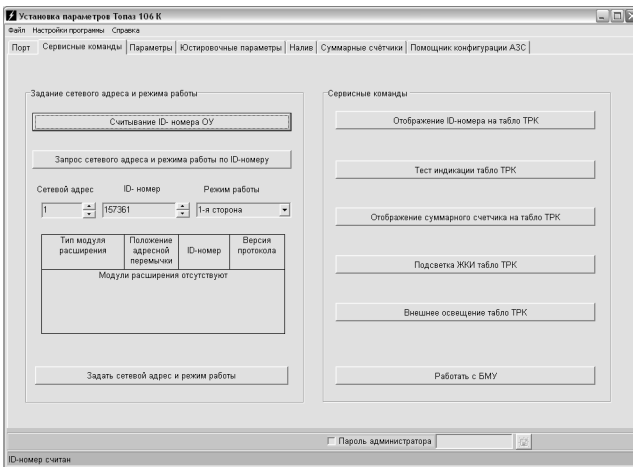 Установка параметров Топаз 106 К
Файл Настройки программы Справка
Порт Сервисные команды Параметры Юстировочные параметры Налив Суммарные счётчики Помощник конфигурации АЗС
Задание сетевого адреса и режима работы
Считывание ID- номера ОУ
Запрос сетевого адреса и режима работы по ID-номеру
Сетевой адрес ID- номер Режим работы
1 157361 1-я сторона
Тип модуля расширения Положение адресной перемычки ID-номер Версия протокола
Модули расширения отсутствуют
Задать сетевой адрес и режим работы
Сервисные команды
Отображение ID-номера на табло ТРК
Тест индикации табло ТРК
Отображение суммарного счетчика на табло ТРК
Подсветка ЖКИ табло ТРК
Внешнее освещение табло ТРК
Работать с БМУ
Пароль администратора
ID-номер считан